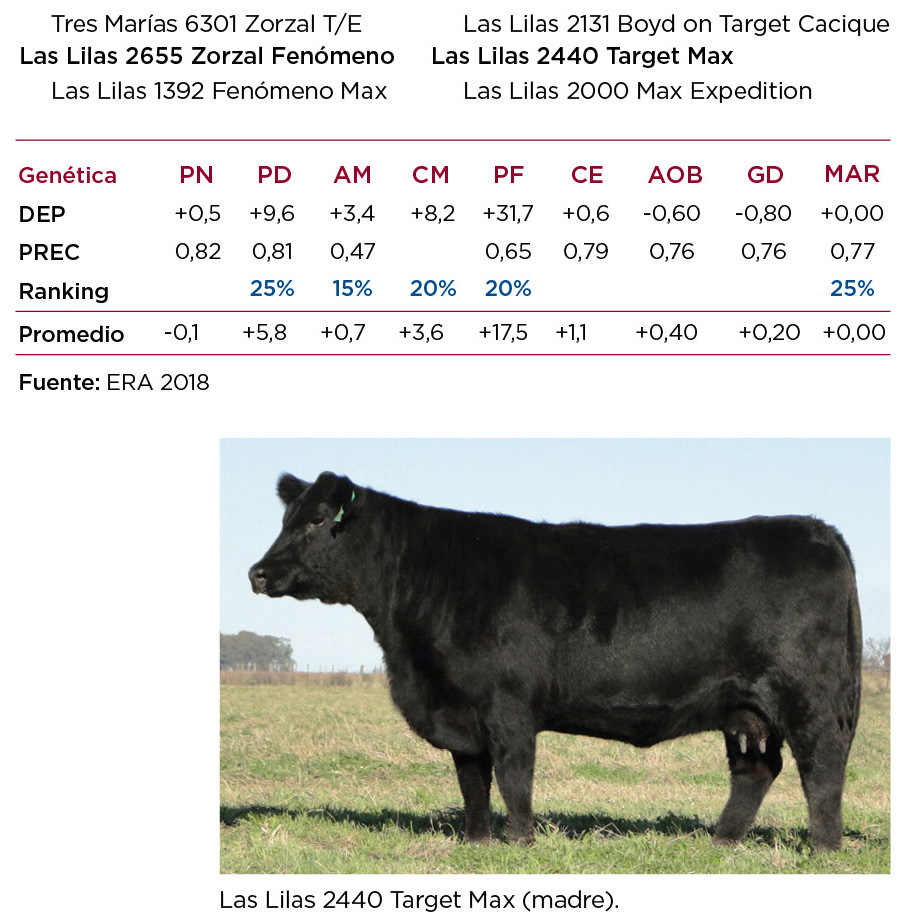 Tres Marías 6301 Zorzal T/E Las Lilas 2131 Boyd on Target Cacique
Las Lilas 2655 Zorzal Fenómeno Las Lilas 2440 Target Max
Las Lilas 1392 Fenómeno Max Las Lilas 2000 Max Expedition
Genética PN PD AM CM PF CE AOB GD MAR
DEP +0,5 +9,6 +3,4 +8,2 +31,7 +0,6 -0,60 -0,80 +0,00
PREC 0,82 0,81 0,47 0,65 0,79 0,76 0,76 0,77
Ranking 25% 15% 20% 20% 25%
Promedio -0,1 +5,8 +0,7 +3,6 +17,5 +1,1 +0,40 +0,20 +0,00
Fuente: ERA 2018
Las Lilas 2440 Target Max (madre).